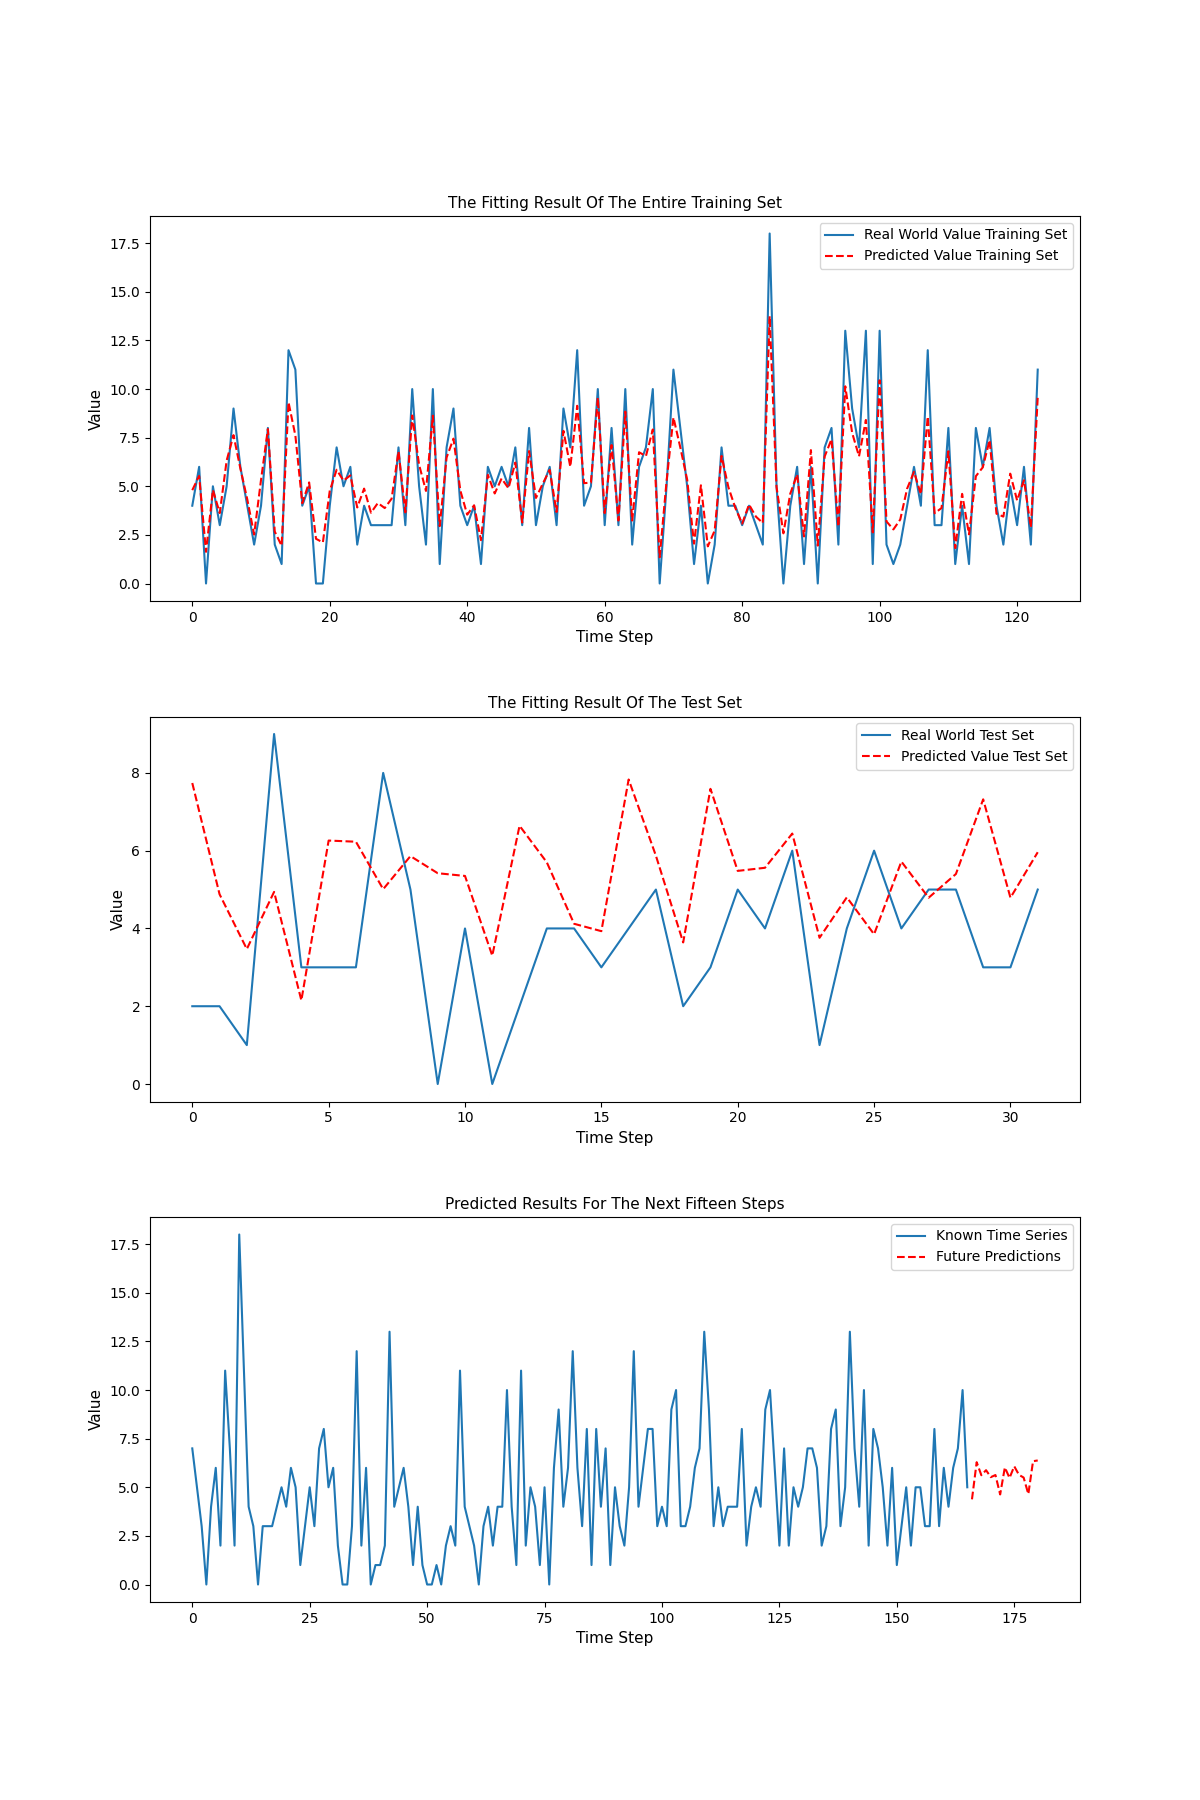 The Fitting Result Of The Entire Training Set
Real World Value Training Set
Predicted Value Training Set
17.5
15.0
12.5
10.0
7.5
5.0
2.5
0.0
Value
0 20 40 60 80 100 120
Time Step
The Fitting Result Of The Test Set
Real World Test Set
Predicted Value Test Set
8
6
4
2
0
Value
0 5 10 15 20 25 30
Time Step
Predicted Results For The Next Fifteen Steps
Known Time Series
Future Predictions
17.5
15.0
12.5
10.0
7.5
5.0
2.5
0.0
Value
0 25 50 75 100 125 150 175
Time Step